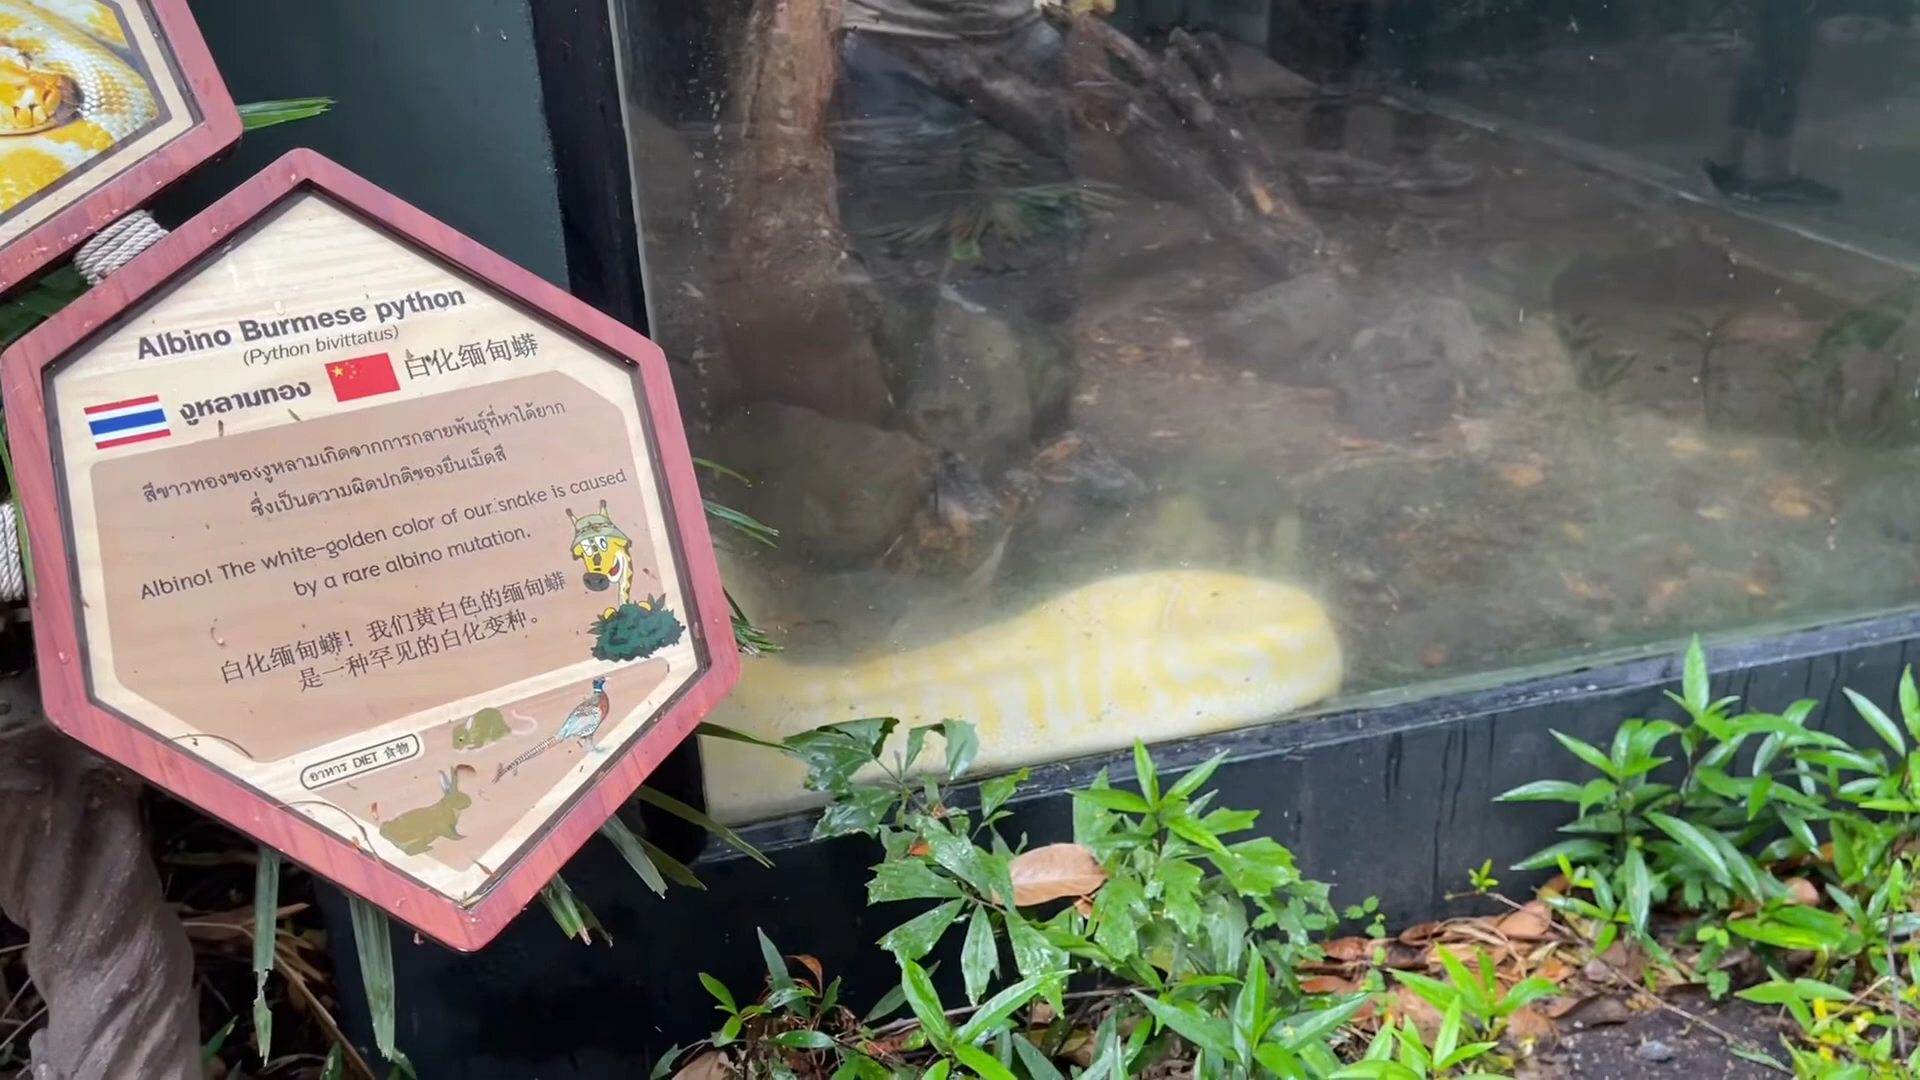 Albino Burmese python
(Python bivittatus)
งูหลามทอง 白化缅甸蟒
สีขาวทองของงูหลามเกิดจากการกลายพันธุ์ที่หาได้ยาก
ซึ่งเป็นความผิดปกติของยีนเม็ดสี
Albino! The white-golden color of our snake is caused
by a rare albino mutation.
白化缅甸蟒！我们黄白色的缅甸蟒
是一种罕见的白化变种。
อาหาร DIET 食物